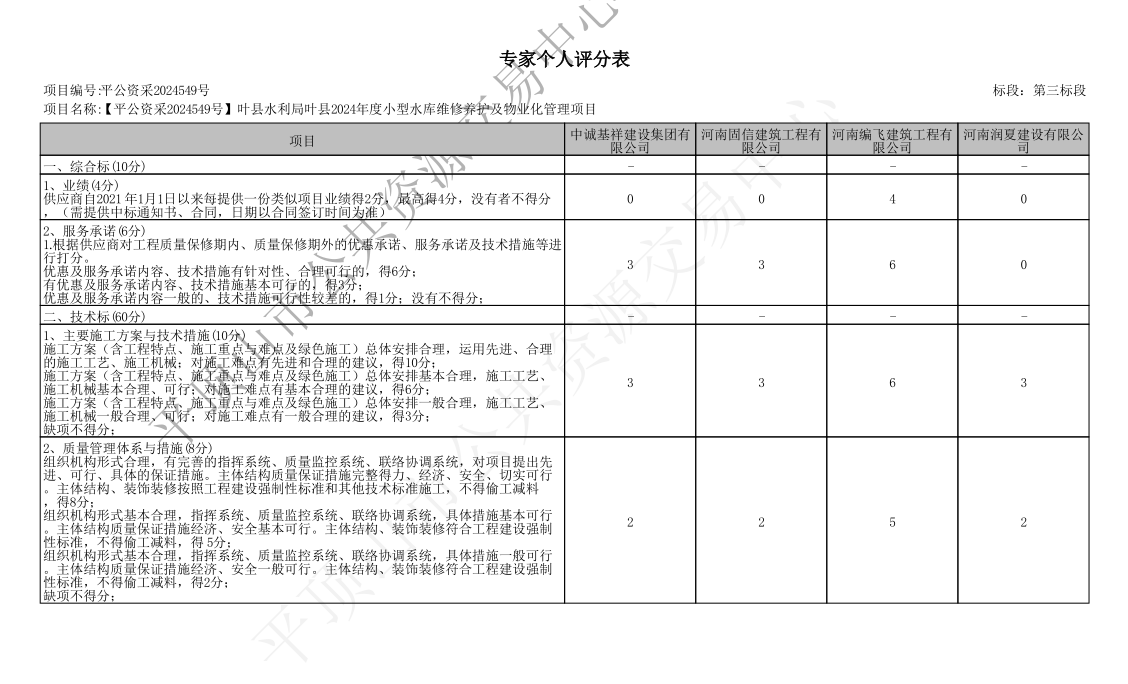 专家个人评分表
项目编号:平公资采2024549号
标段：第三标段
项目名称:【平公资采2024549号】叶县水利局叶县2024年度小型水库维修养护及物业化管理项目
项目
中诚基祥建设集团有
限公司
河南固信建筑工程有
限公司
河南编飞建筑工程有
限公司
河南润夏建设有限公
司
一、综合标(10分)
-
-
-
-
1、业绩(4分)
供应商自2021 年1月1日以来每提供一份类似项目业绩得2分，最高得4分，没有者不得分
，（需提供中标通知书、合同，日期以合同签订时间为准）
0
0
4
0
2、服务承诺(6分)
1.根据供应商对工程质量保修期内、质量保修期外的优惠承诺、服务承诺及技术措施等进
行打分。
优惠及服务承诺内容、技术措施有针对性、合理可行的，得6分；
有优惠及服务承诺内容、技术措施基本可行的，得3分；
优惠及服务承诺内容一般的、技术措施可行性较差的，得1分；没有不得分；
3
3
6
0
二、技术标(60分)
-
-
-
-
1、主要施工方案与技术措施(10分)
施工方案（含工程特点、施工重点与难点及绿色施工）总体安排合理，运用先进、合理
的施工工艺、施工机械；对施工难点有先进和合理的建议，得10分；
施工方案（含工程特点、施工重点与难点及绿色施工）总体安排基本合理，施工工艺、
施工机械基本合理、可行；对施工难点有基本合理的建议，得6分；
施工方案（含工程特点、施工重点与难点及绿色施工）总体安排一般合理，施工工艺、
施工机械一般合理、可行；对施工难点有一般合理的建议，得3分；
缺项不得分；
3
3
6
3
2、质量管理体系与措施(8分)
组织机构形式合理，有完善的指挥系统、质量监控系统、联络协调系统，对项目提出先
进、可行、具体的保证措施。主体结构质量保证措施完整得力、经济、安全、切实可行
。主体结构、装饰装修按照工程建设强制性标准和其他技术标准施工，不得偷工减料
，得8分；
组织机构形式基本合理，指挥系统、质量监控系统、联络协调系统，具体措施基本可行
。主体结构质量保证措施经济、安全基本可行。主体结构、装饰装修符合工程建设强制
性标准，不得偷工减料，得 5分；
组织机构形式基本合理，指挥系统、质量监控系统、联络协调系统，具体措施一般可行
。主体结构质量保证措施经济、安全一般可行。主体结构、装饰装修符合工程建设强制
性标准，不得偷工减料，得2分；
缺项不得分；
2
2
5
2
平顶山市公共资源交易中心
平顶山市公共资源交易中心